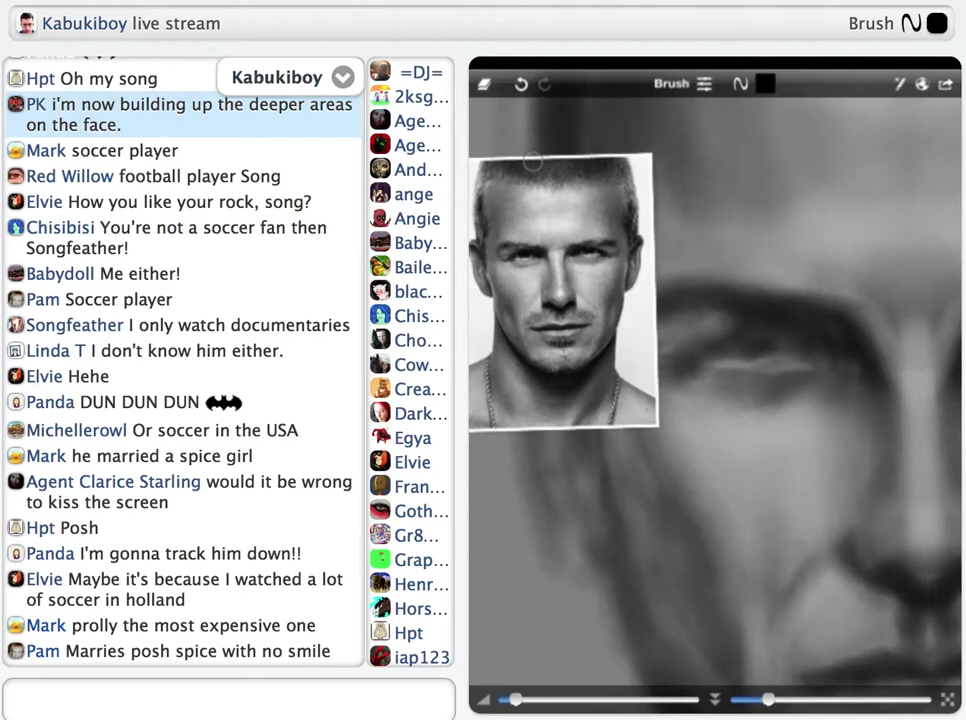 Kabukiboy live stream
Brush
Kabukiboy
Hpt Oh my song
PK i'm now building up the deeper areas
on the face.
Mark soccer player
Red Willow football player Song
Elvie How you like your rock, song?
Chisibisi You're not a soccer fan then
Songfeather!
Babydoll Me either!
Pam Soccer player
Songfeather I only watch documentaries
Linda T I don't know him either.
Elvie Hehe
Panda DUN DUN DUN
Michellerowl Or soccer in the USA
Mark he married a spice girl
Agent Clarice Starling would it be wrong
to kiss the screen
Hpt Posh
Panda I'm gonna track him down!!
Elvie Maybe it's because I watched a lot
of soccer in holland
Mark prolly the most expensive one
Pam Marries posh spice with no smile
=DJ=
2ksg...
Age...
Age...
And...
ange
Angie
Baby...
Baile...
blac...
Chis...
Cho...
Cow...
Crea...
Dark...
Egya
Elvie
Fran...
Goth...
Gr8...
Grap...
Henr...
Hors...
Hpt
iap123
Brush